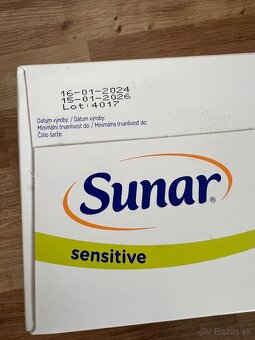 16-01-2024
15-01-2026
Lot:4017
Dátum výroby: / Dátum výroby:
Minimální trvanlivost do: / Minimálna trvanlivosť do:
Číslo šarže:
Sunar®
sensitive
Bazos.sk